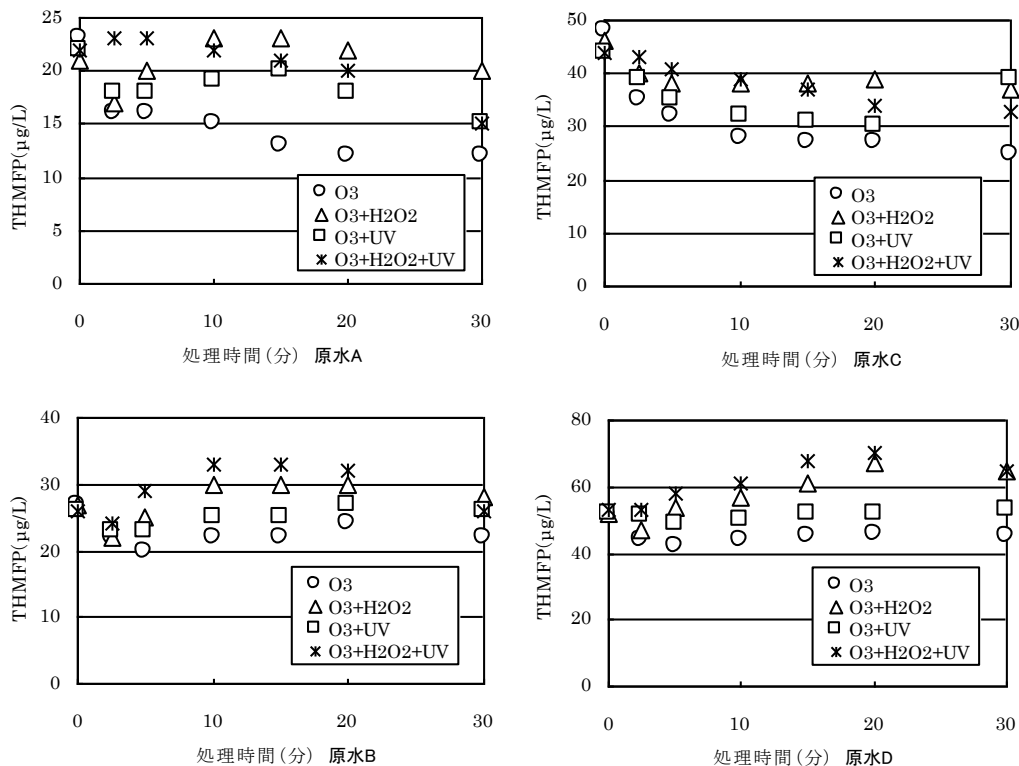 25
20
15
10
5
0
THMFP(μg/L)
O3
O3+H2O2
O3+UV
O3+H2O2+UV
0 10 20 30
処理時間(分) 原水A
50
40
30
20
10
0
THMFP(μg/L)
O3
O3+H2O2
O3+UV
O3+H2O2+UV
0 10 20 30
処理時間(分) 原水C
40
30
20
10
0
THMFP(μg/L)
O3
O3+H2O2
O3+UV
O3+H2O2+UV
0 10 20 30
処理時間(分) 原水B
80
60
40
20
0
THMFP(μg/L)
O3
O3+H2O2
O3+UV
O3+H2O2+UV
0 10 20 30
処理時間(分) 原水D